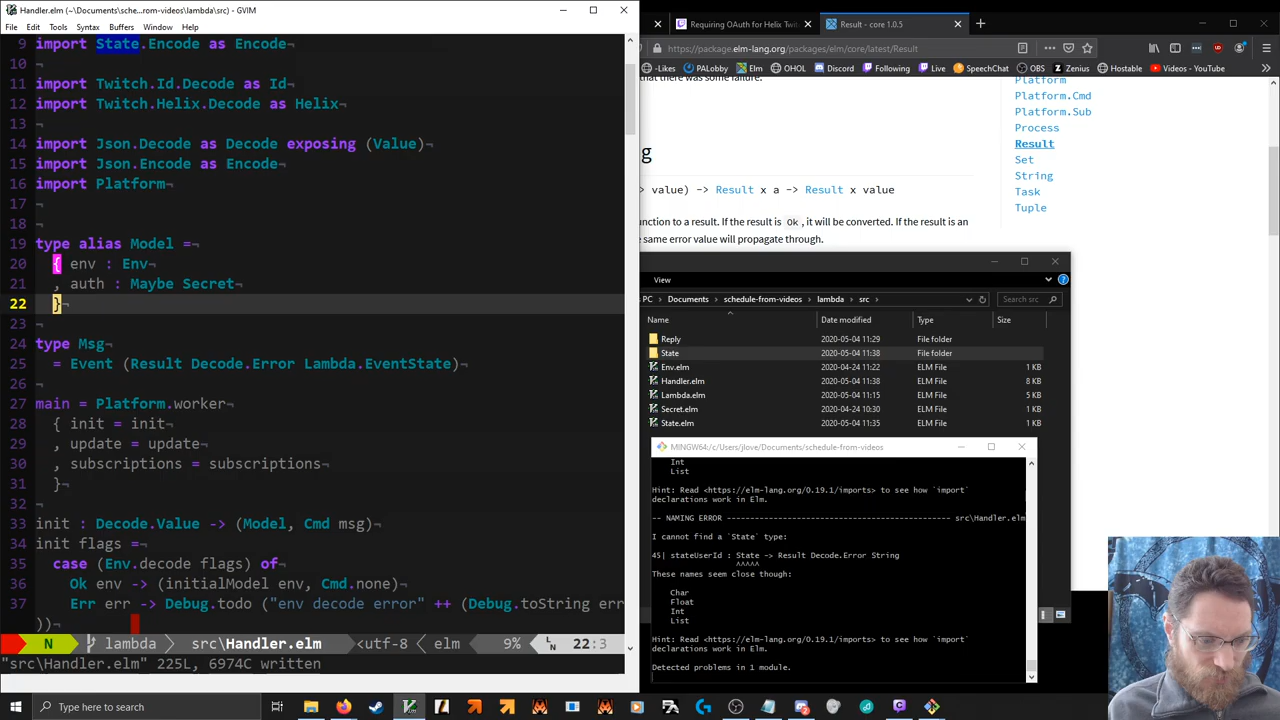 Handler.elm (~\Documents\sche...rom-videos\lambda\src) - GVIM
File Edit Tools Syntax Buffers Window Help
9 import State.Encode as Encode¬
10 ¬
11 import Twitch.Id.Decode as Id¬
12 import Twitch.Helix.Decode as Helix¬
13 ¬
14 import Json.Decode as Decode exposing (Value)¬
15 import Json.Encode as Encode¬
16 import Platform¬
17 ¬
18 ¬
19 type alias Model =¬
20 { env : Env¬
21 , auth : Maybe Secret¬
22 }¬
23 ¬
24 type Msg¬
25 = Event (Result Decode.Error Lambda.EventState)¬
26 ¬
27 main = Platform.worker¬
28 { init = init¬
29 , update = update¬
30 , subscriptions = subscriptions¬
31 }¬
32 ¬
33 init : Decode.Value -> (Model, Cmd msg)¬
34 init flags =¬
35 case (Env.decode flags) of¬
36 Ok env -> (initialModel env, Cmd.none)¬
37 Err err -> Debug.todo ("env decode error" ++ (Debug.toString err
))¬
N lambda src\Handler.elm <utf-8 elm 9% 22:3
"src\Handler.elm" 225L, 6974C written
Requiring OAuth for Helix Twi
Result - core 1.0.5
https://package.elm-lang.org/packages/elm/core/latest/Result
-Likes PALobby Elm OHOL Discord Following Live SpeechChat OBS Zeniou Hostable Videos - YouTube
that there was some failure.
g
> value) -> Result x a -> Result x value
nction to a result. If the result is Ok, it will be converted. If the result is an
same error value will propagate through.
Platform
Platform.Cmd
Platform.Sub
Process
Result
Set
String
Task
Tuple
View
PC Documents schedule-from-videos lambda src Search src
Name Date modified Type Size
Reply 2020-05-04 11:29 File folder
State 2020-05-04 11:38 File folder
Env.elm 2020-04-24 11:22 ELM File 1 KB
Handler.elm 2020-05-04 11:38 ELM File 8 KB
Lambda.elm 2020-05-04 11:15 ELM File 5 KB
Secret.elm 2020-04-24 10:30 ELM File 1 KB
State.elm 2020-05-04 11:35 ELM File 1 KB
MINGW64:/c/Users/jlove/Documents/schedule-from-videos
Int
List
Hint: Read <https://elm-lang.org/0.19.1/imports> to see how `import`
declarations work in Elm.
-- NAMING ERROR ---------------------------------------------- src\Handler.elm
I cannot find a `State` type:
45| stateUserId : State -> Result Decode.Error String
^^^^^
These names seem close though:
Char
Float
Int
List
Hint: Read <https://elm-lang.org/0.19.1/imports> to see how `import`
declarations work in Elm.
Detected problems in 1 module.
Type here to search